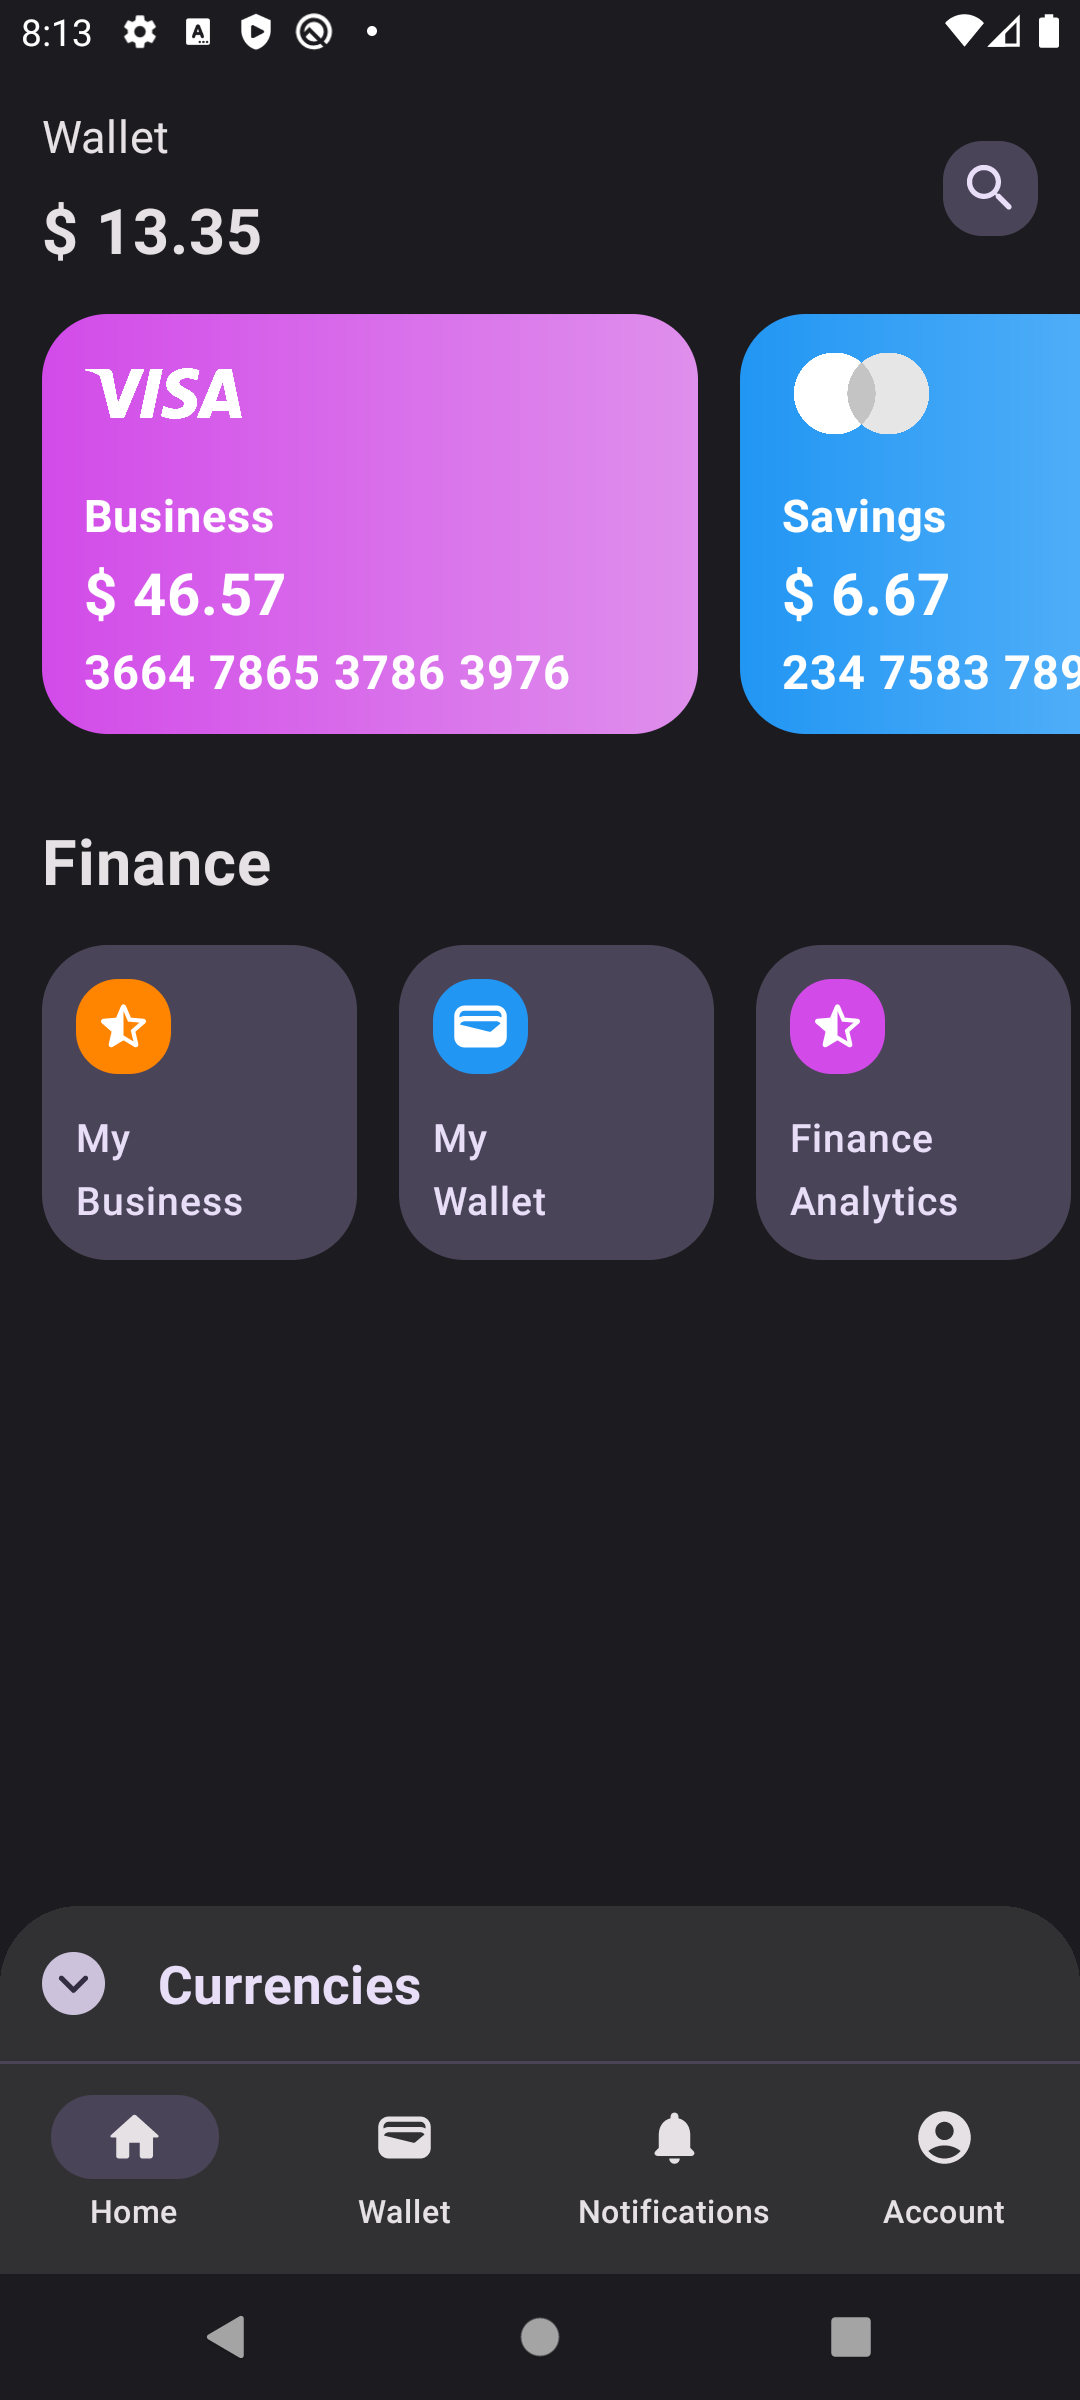 8:13
Wallet
$ 13.35
VISA
Business
$ 46.57
3664 7865 3786 3976
Savings
$ 6.67
234 7583 789
Finance
My
Business
My
Wallet
Finance
Analytics
Currencies
Home
Wallet
Notifications
Account